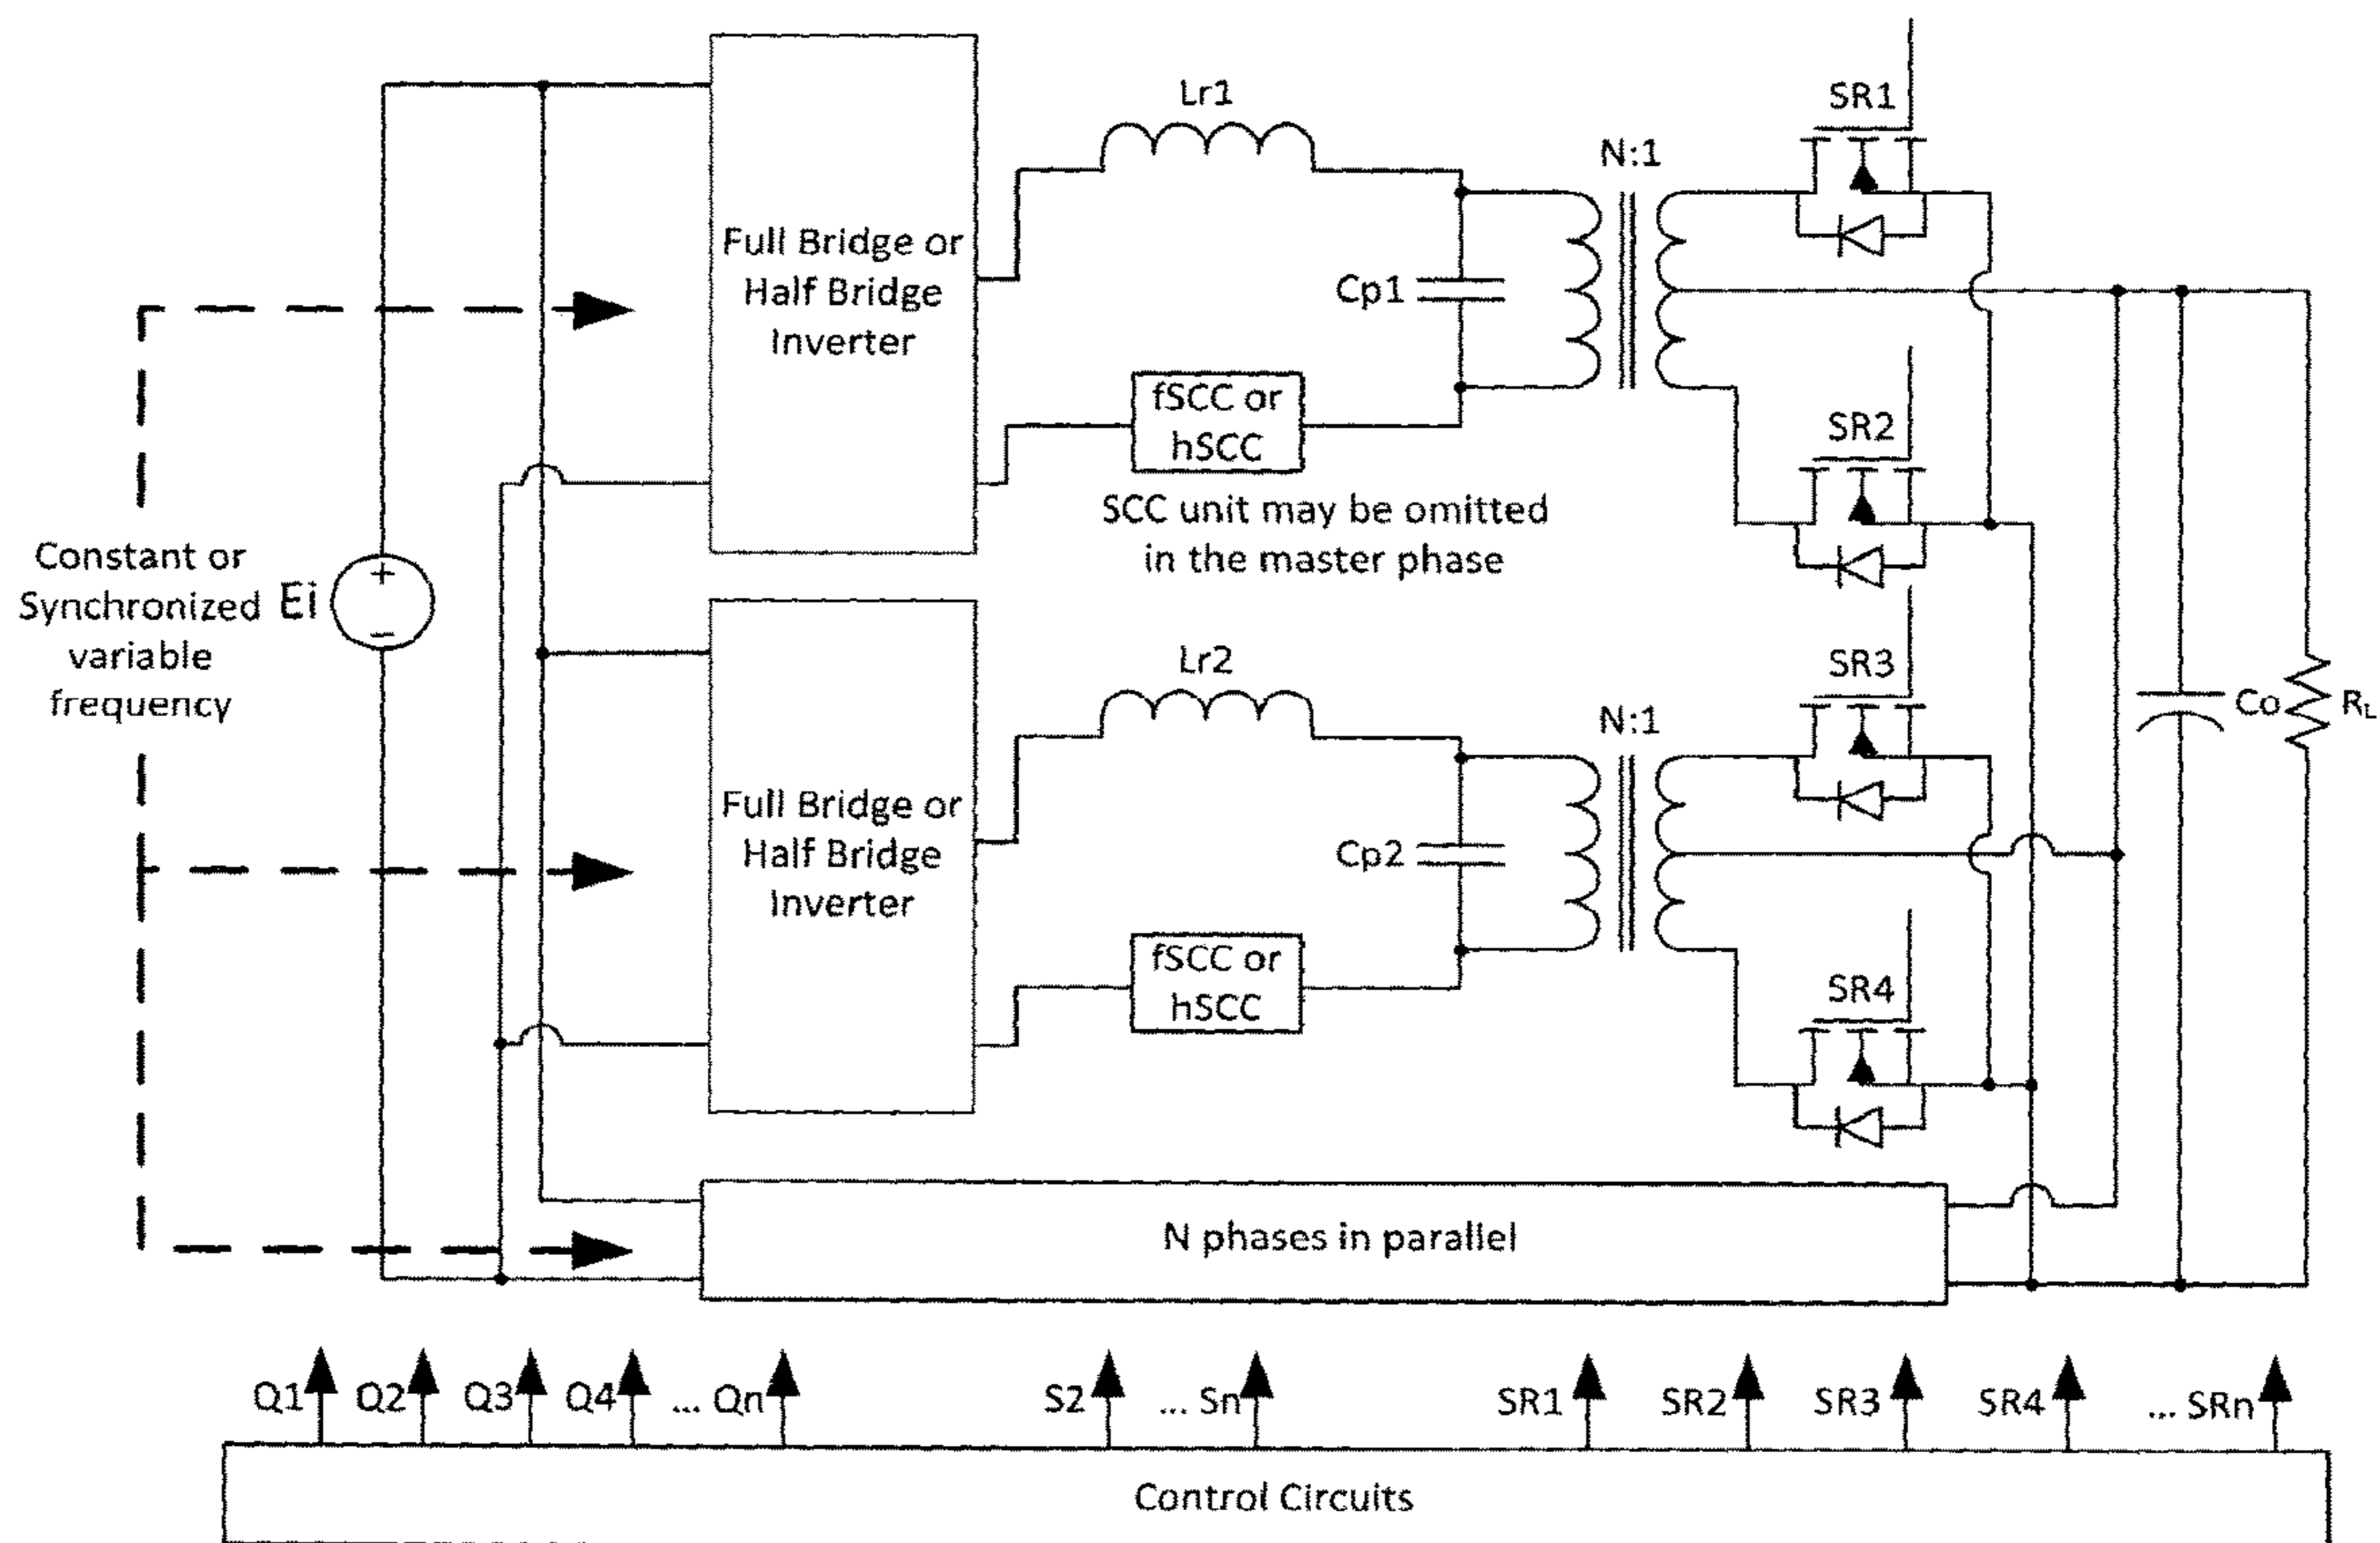 Lr1
SR1
N:1
Full Bridge or
Half Bridge
Inverter
Cp1
fSCC or
hSCC
SR2
SCC unit may be omitted
in the master phase
Constant or
Synchronized
variable
frequency
Ei
+
−
Lr2
SR3
N:1
Co
RL
Full Bridge or
Half Bridge
Inverter
Cp2
fSCC or
hSCC
SR4
N phases in parallel
Q1 Q2 Q3 Q4 ... Qn S2 ... Sn SR1 SR2 SR3 SR4 ... SRn
Control Circuits